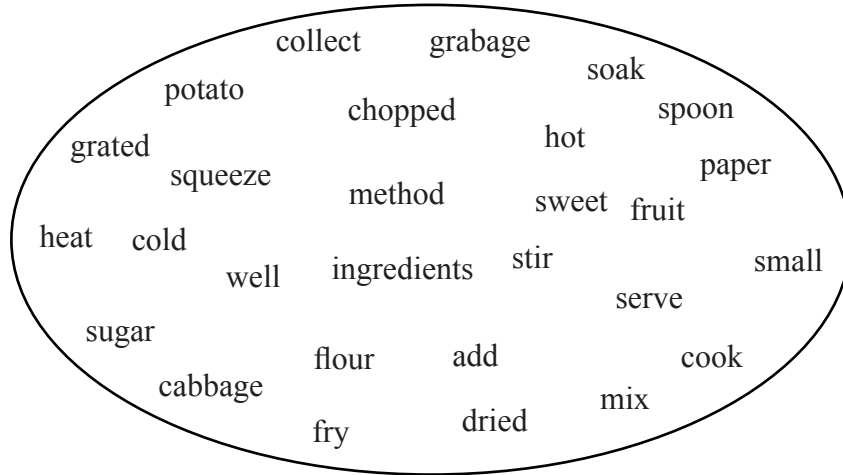 collect grabage
soak
potato
chopped
spoon
hot
grated
paper
squeeze
method
sweet fruit
heat cold
stir
well ingredients
small
serve
sugar
flour add
cook
cabbage
mix
dried
fry